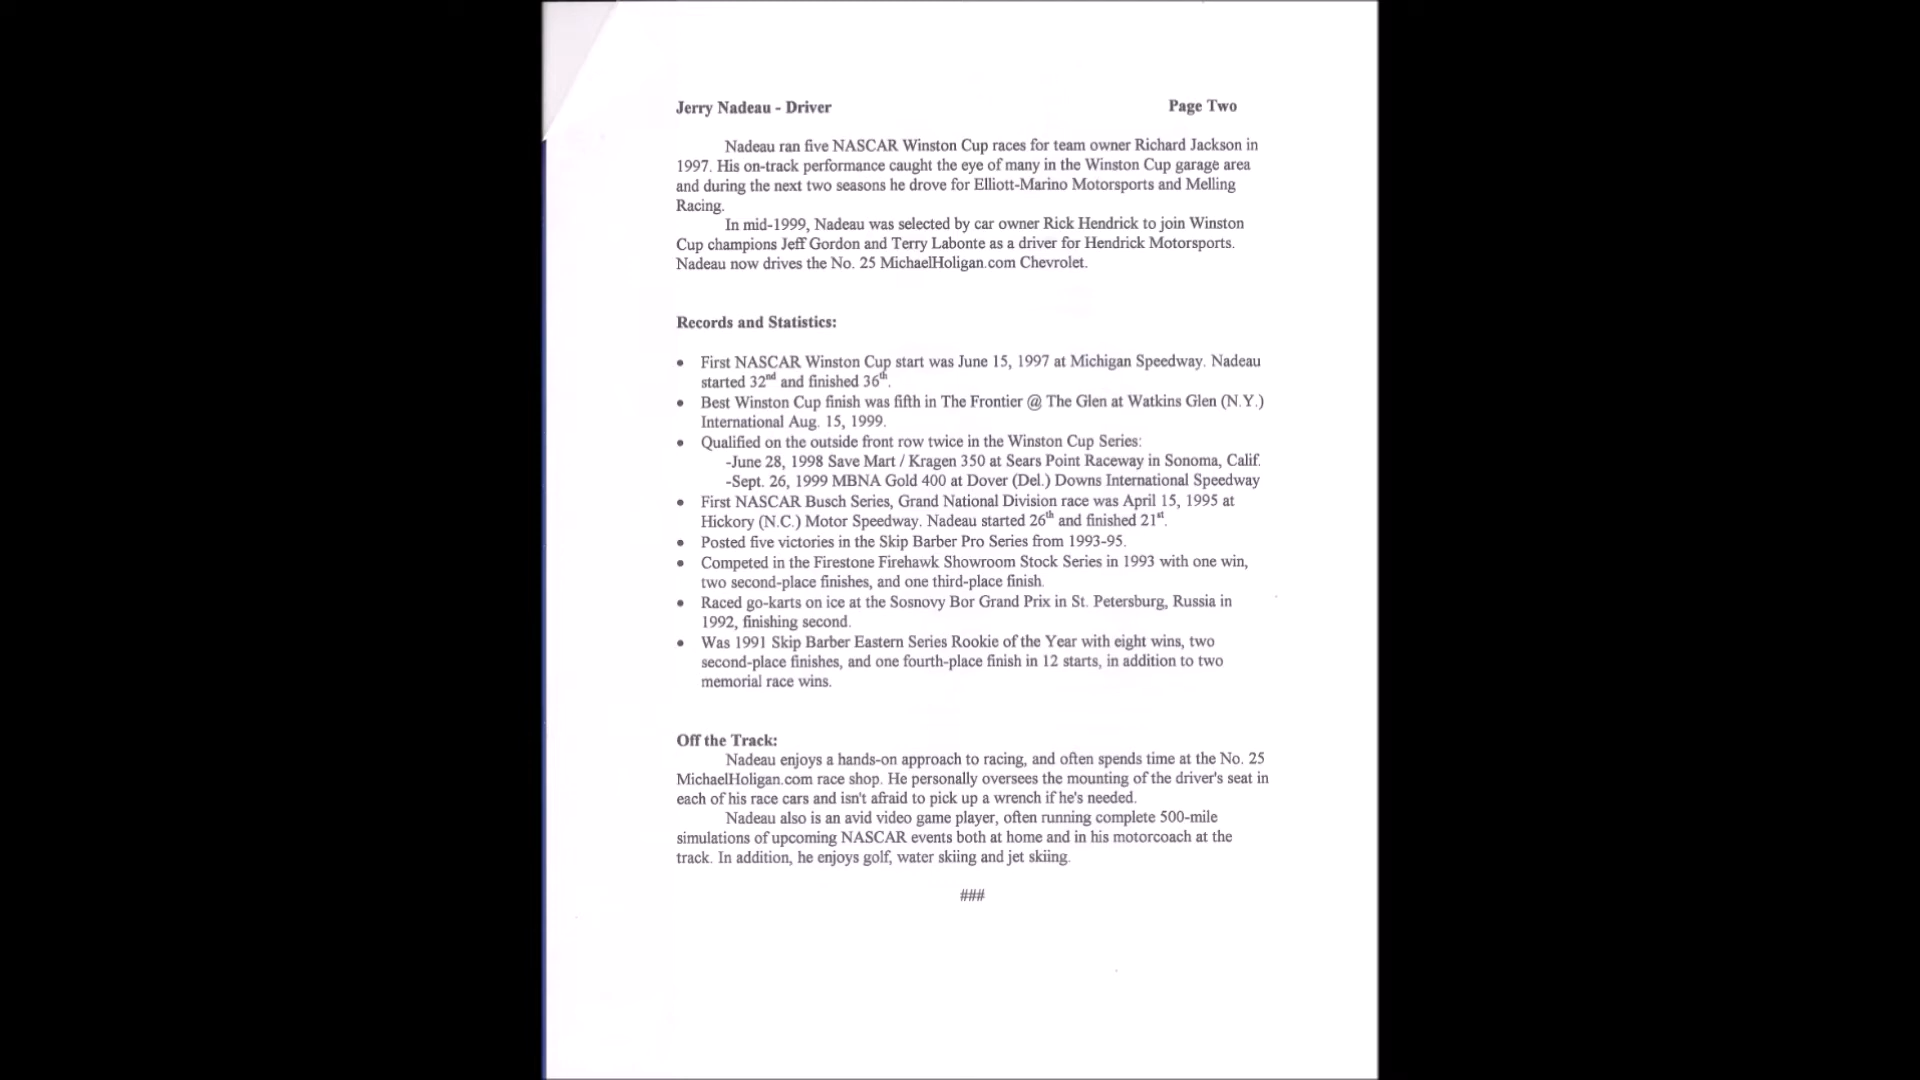 Jerry Nadeau - Driver Page Two
Nadeau ran five NASCAR Winston Cup races for team owner Richard Jackson in
1997. His on-track performance caught the eye of many in the Winston Cup garage area
and during the next two seasons he drove for Elliott-Marino Motorsports and Melling
Racing.
In mid-1999, Nadeau was selected by car owner Rick Hendrick to join Winston
Cup champions Jeff Gordon and Terry Labonte as a driver for Hendrick Motorsports.
Nadeau now drives the No. 25 MichaelHoligan.com Chevrolet.
Records and Statistics:
• First NASCAR Winston Cup start was June 15, 1997 at Michigan Speedway. Nadeau
started 32nd and finished 36th.
• Best Winston Cup finish was fifth in The Frontier @ The Glen at Watkins Glen (N.Y.)
International Aug. 15, 1999.
• Qualified on the outside front row twice in the Winston Cup Series:
-June 28, 1998 Save Mart / Kragen 350 at Sears Point Raceway in Sonoma, Calif.
-Sept. 26, 1999 MBNA Gold 400 at Dover (Del.) Downs International Speedway
• First NASCAR Busch Series, Grand National Division race was April 15, 1995 at
Hickory (N.C.) Motor Speedway. Nadeau started 26th and finished 21st.
• Posted five victories in the Skip Barber Pro Series from 1993-95.
• Competed in the Firestone Firehawk Showroom Stock Series in 1993 with one win,
two second-place finishes, and one third-place finish.
• Raced go-karts on ice at the Sosnovy Bor Grand Prix in St. Petersburg, Russia in
1992, finishing second.
• Was 1991 Skip Barber Eastern Series Rookie of the Year with eight wins, two
second-place finishes, and one fourth-place finish in 12 starts, in addition to two
memorial race wins.
Off the Track:
Nadeau enjoys a hands-on approach to racing, and often spends time at the No. 25
MichaelHoligan.com race shop. He personally oversees the mounting of the driver's seat in
each of his race cars and isn't afraid to pick up a wrench if he's needed.
Nadeau also is an avid video game player, often running complete 500-mile
simulations of upcoming NASCAR events both at home and in his motorcoach at the
track. In addition, he enjoys golf, water skiing and jet skiing.
###